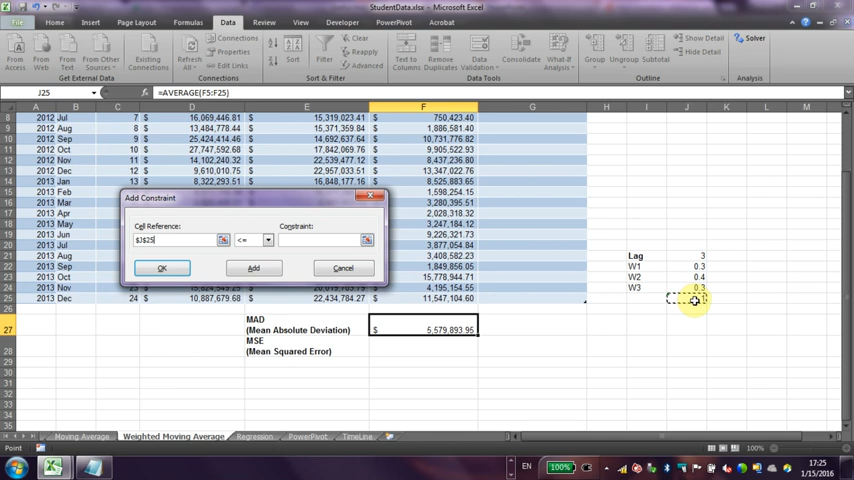 StudentData.xlsx - Microsoft Excel
File Home Insert Page Layout Formulas Data Review View Developer PowerPivot Acrobat
From Access From Web From Text From Other Sources Existing Connections Refresh All Connections Properties Edit Links Sort Filter Clear Reapply Advanced Text to Columns Remove Duplicates Data Validation Consolidate What-If Analysis Group Ungroup Subtotal Show Detail Hide Detail Solver
Get External Data Connections Sort & Filter Data Tools Outline Analysis
J25 =AVERAGE(F5:F25)
A B C D E F G H I J K L M
8 2012 Jul 7 $ 16,069,446.81 $ 15,319,023.41 $ 750,423.40
9 2012 Aug 8 $ 13,484,778.44 $ 15,371,359.84 $ 1,886,581.40
10 2012 Sep 9 $ 25,424,414.46 $ 14,692,637.64 $ 10,731,776.82
11 2012 Oct 10 $ 27,747,592.68 $ 17,842,069.76 $ 9,905,522.93
12 2012 Nov 11 $ 14,102,240.32 $ 22,539,477.12 $ 8,437,236.80
13 2012 Dec 12 $ 9,610,010.75 $ 22,957,033.51 $ 13,347,022.76
14 2013 Jan 13 $ 8,322,293.51 $ 16,848,177.16 $ 8,525,883.65
15 2013 Feb $ 1,598,254.15
16 2013 Mar $ 3,798,264.32
17 2013 Apr $ 2,028,318.32
18 2013 May $ 3,247,184.12
19 2013 Jun $ 9,226,321.73
20 2013 Jul $ 3,877,054.84
21 2013 Aug $ 3,408,582.23 Lag 3
22 2013 Sep $ 1,849,856.05 W1 0.3
23 2013 Oct $ 15,778,944.31 W2 0.4
24 2013 Nov $ 4,195,154.55 W3 0.3
25 2013 Dec 24 $ 10,887,679.68 $ 22,434,784.27 $ 11,547,104.60 1
26
27 MAD
(Mean Absolute Deviation) $ 5,579,893.95
28 MSE
(Mean Squared Error)
29
30
31
32
33
34
35
Add Constraint
Cell Reference: Constraint:
$J$25 <=
OK Add Cancel
Moving Average Weighted Moving Average Regression PowerPivot TimeLine
Point 100%
EN 100% 17:25
1/15/2016